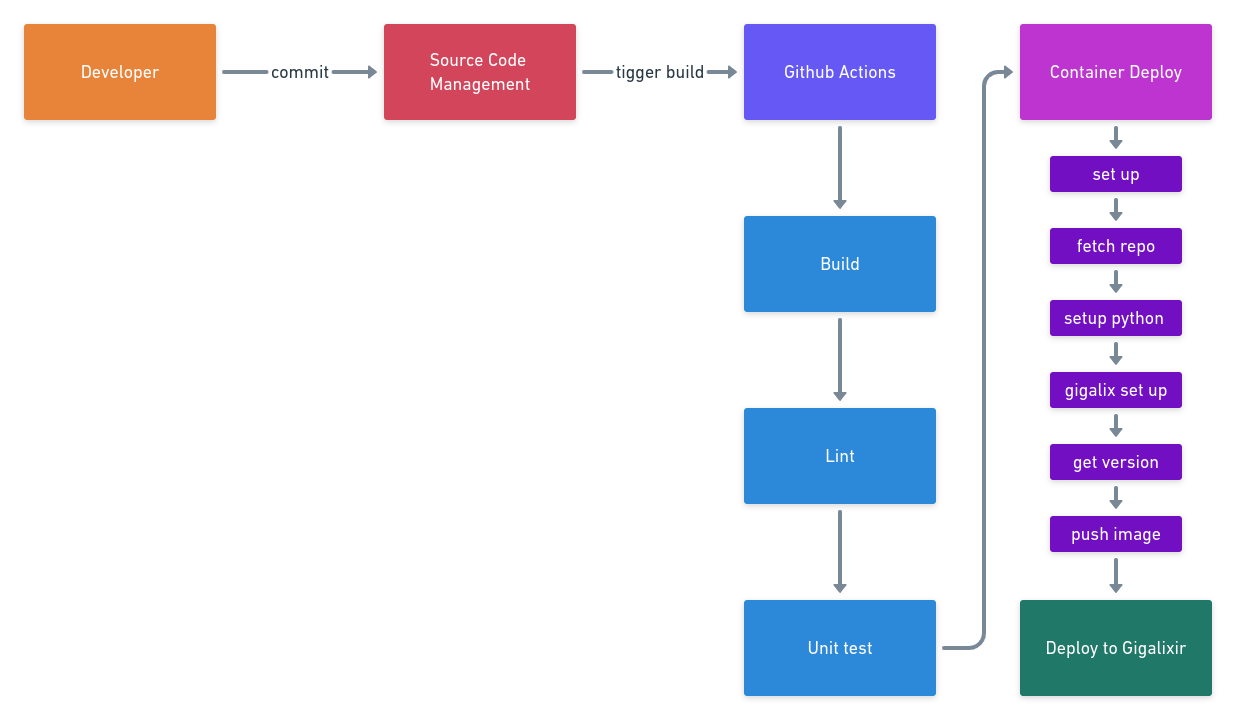 Developer
commit
Source Code
Management
tigger build
Github Actions
Build
Lint
Unit test
Container Deploy
set up
fetch repo
setup python
gigalix set up
get version
push image
Deploy to Gigalixir